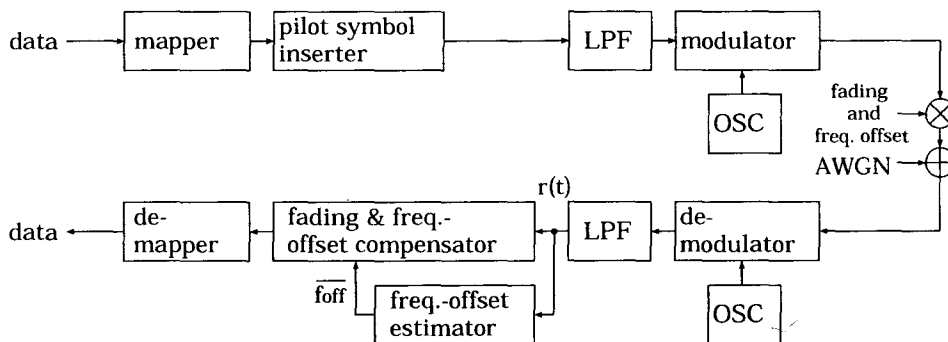 data
mapper
pilot symbol
inserter
LPF
modulator
OSC
fading
and
freq. offset
AWGN
r(t)
data
de-
mapper
fading & freq.-
offset compensator
LPF
de-
modulator
foff
freq.-offset
estimator
OSC